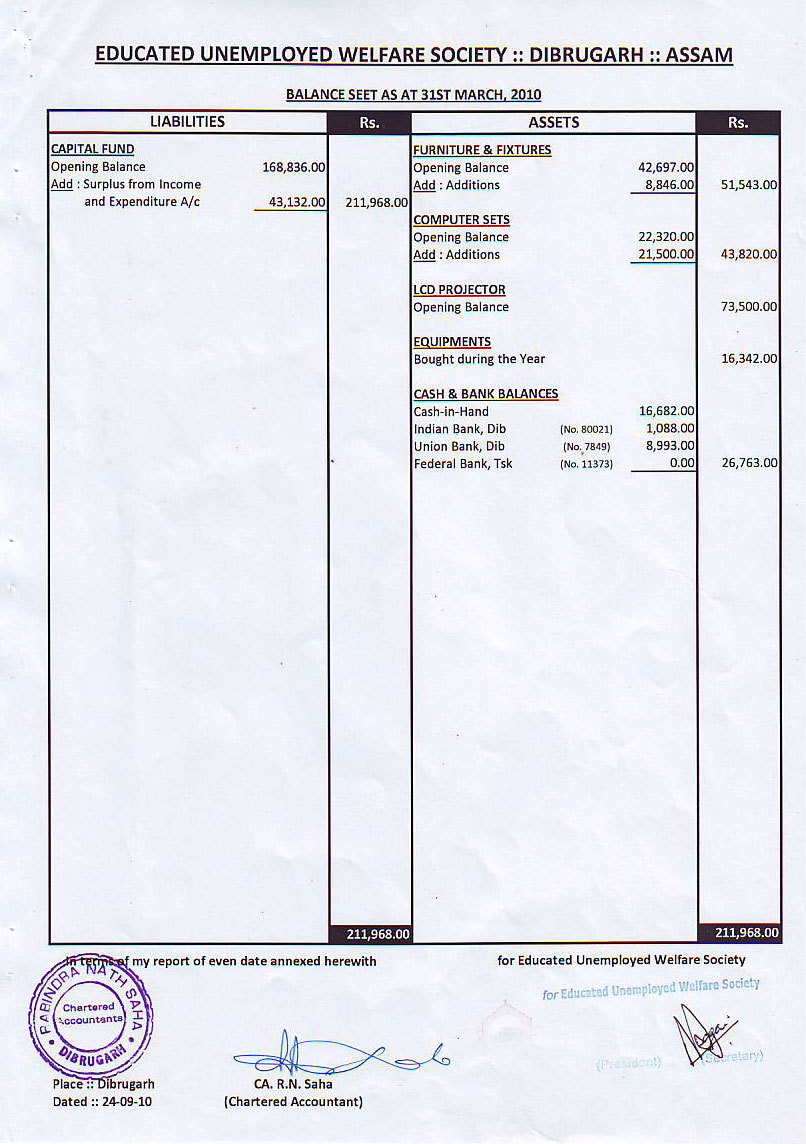 EDUCATED UNEMPLOYED WELFARE SOCIETY :: DIBRUGARH :: ASSAM
BALANCE SEET AS AT 31ST MARCH, 2010
LIABILITIES Rs. ASSETS Rs.
CAPITAL FUND
Opening Balance 168,836.00
Add : Surplus from Income
and Expenditure A/c 43,132.00 211,968.00
FURNITURE & FIXTURES
Opening Balance 42,697.00
Add : Additions 8,846.00 51,543.00
COMPUTER SETS
Opening Balance 22,320.00
Add : Additions 21,500.00 43,820.00
LCD PROJECTOR
Opening Balance 73,500.00
EQUIPMENTS
Bought during the Year 16,342.00
CASH & BANK BALANCES
Cash-in-Hand 16,682.00
Indian Bank, Dib (No. 80021) 1,088.00
Union Bank, Dib (No. 7849) 8,993.00
Federal Bank, Tsk (No. 11373) 0.00 26,763.00
211,968.00 211,968.00
In terms of my report of even date annexed herewith
for Educated Unemployed Welfare Society
for Educated Unemployed Welfare Society
(President) (Secretary)
RABINDRA NATH SAHA
Chartered
Accountants
DIBRUGARH
Place :: Dibrugarh
Dated :: 24-09-10
CA. R.N. Saha
(Chartered Accountant)